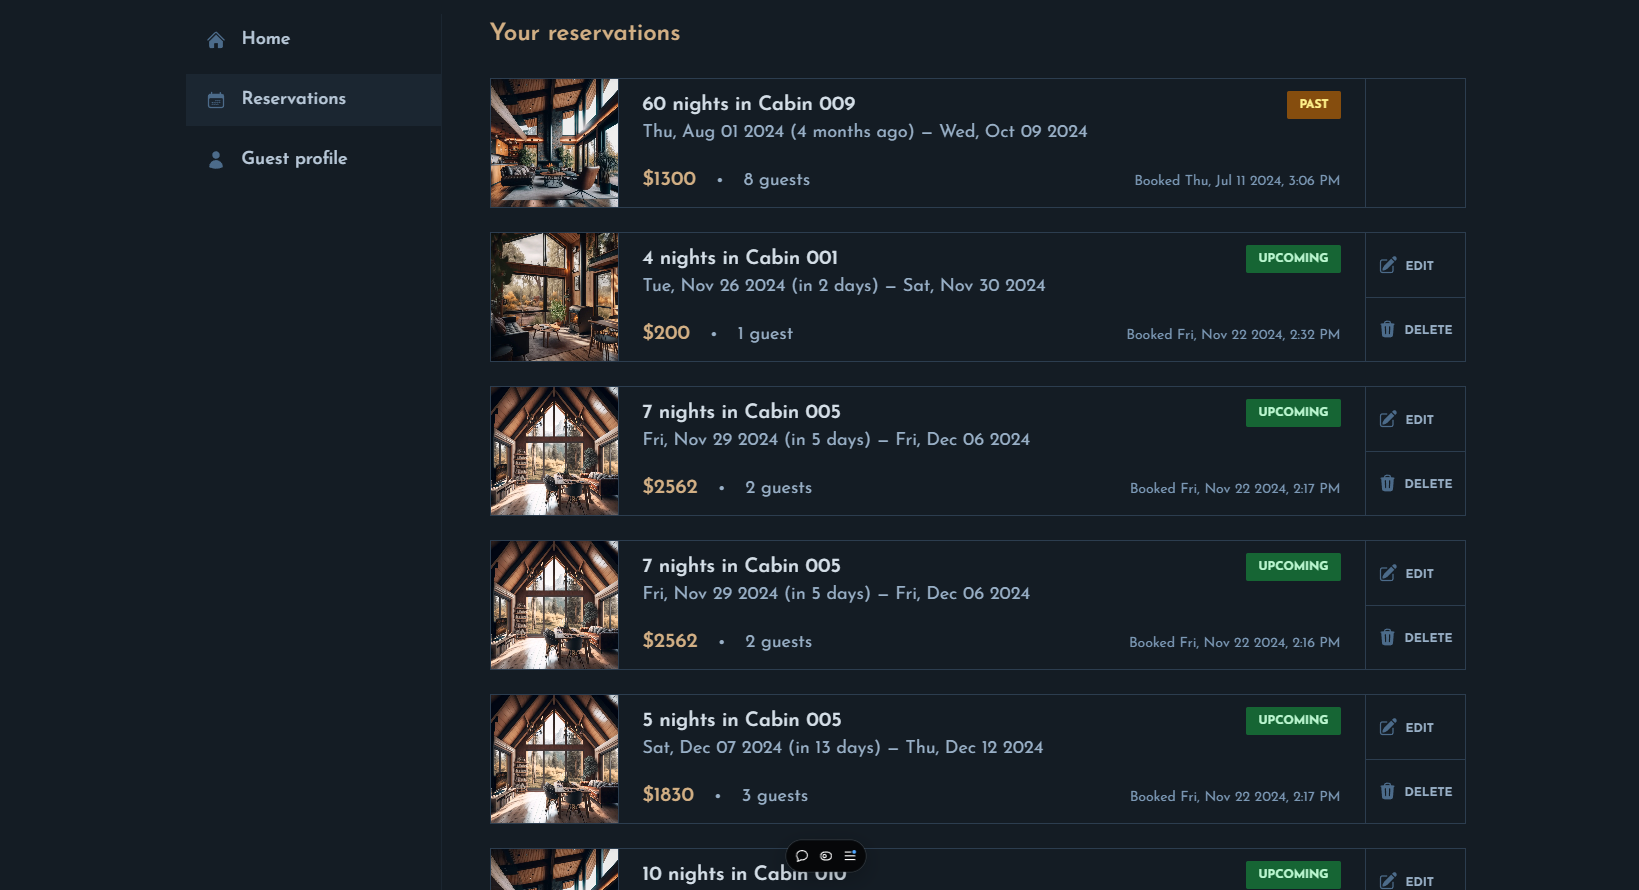 Home
Reservations
Guest profile
Your reservations
60 nights in Cabin 009
PAST
Thu, Aug 01 2024 (4 months ago) — Wed, Oct 09 2024
$1300 • 8 guests
Booked Thu, Jul 11 2024, 3:06 PM
4 nights in Cabin 001
UPCOMING
Tue, Nov 26 2024 (in 2 days) — Sat, Nov 30 2024
$200 • 1 guest
Booked Fri, Nov 22 2024, 2:32 PM
EDIT
DELETE
7 nights in Cabin 005
UPCOMING
Fri, Nov 29 2024 (in 5 days) — Fri, Dec 06 2024
$2562 • 2 guests
Booked Fri, Nov 22 2024, 2:17 PM
EDIT
DELETE
7 nights in Cabin 005
UPCOMING
Fri, Nov 29 2024 (in 5 days) — Fri, Dec 06 2024
$2562 • 2 guests
Booked Fri, Nov 22 2024, 2:16 PM
EDIT
DELETE
5 nights in Cabin 005
UPCOMING
Sat, Dec 07 2024 (in 13 days) — Thu, Dec 12 2024
$1830 • 3 guests
Booked Fri, Nov 22 2024, 2:17 PM
EDIT
DELETE
10 nights in Cabin 010
UPCOMING
EDIT